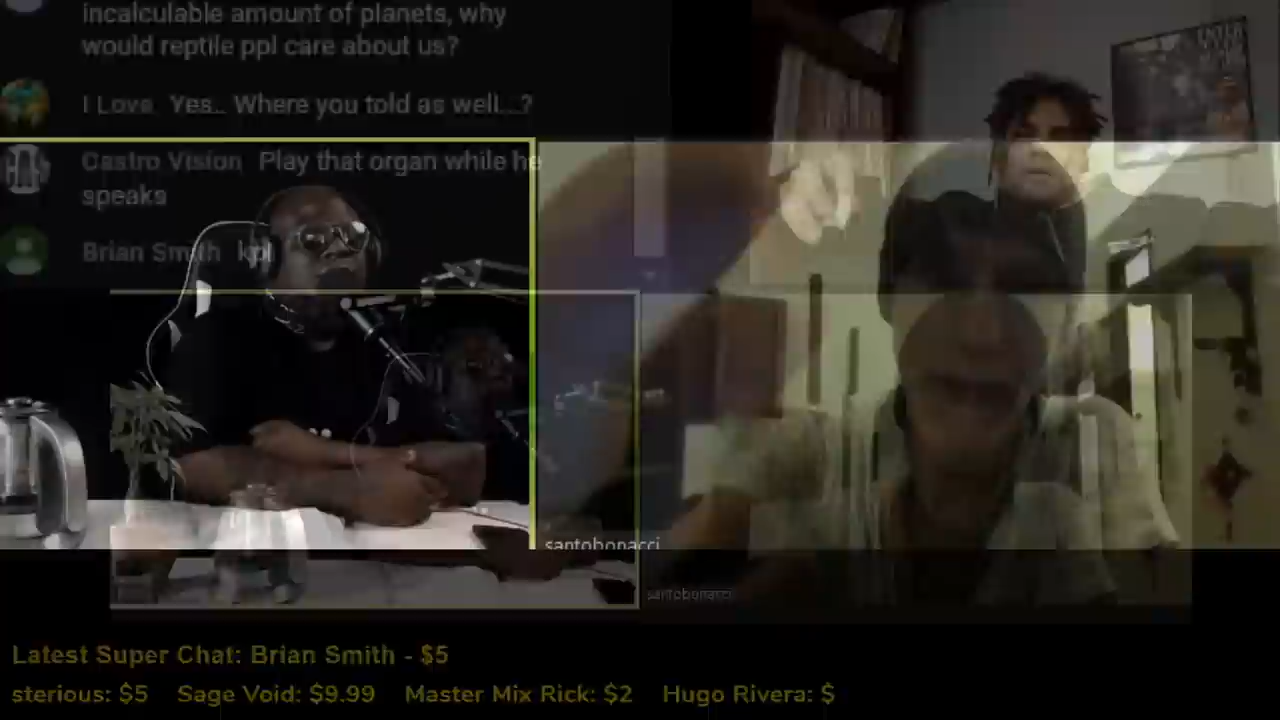 incalculable amount of planets, why
would reptile ppl care about us?
I Love Yes.. Where you told as well...?
Castro Vision Play that organ while he
speaks
Brian Smith kpl
santobonacci
santobonacci
Latest Super Chat: Brian Smith - $5
sterious: $5 Sage Void: $9.99 Master Mix Rick: $2 Hugo Rivera: $